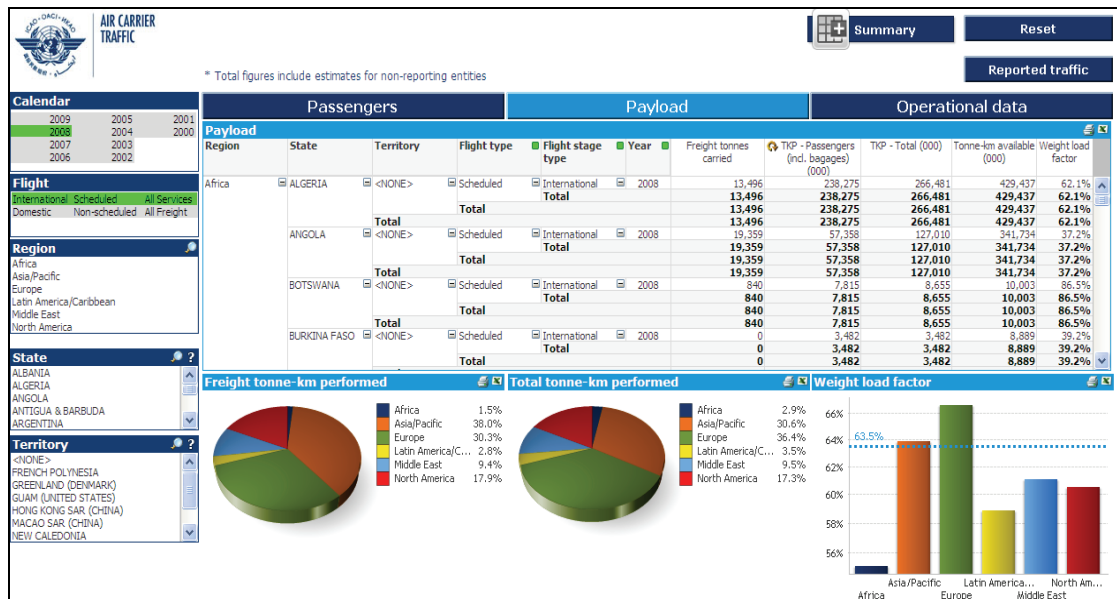 ICAO · OACI · ИКАО
AIR CARRIER
TRAFFIC
Summary
Reset
* Total figures include estimates for non-reporting entities
Reported traffic
Calendar
2009 2005 2001
2008 2004 2000
2007 2003
2006 2002
Flight
International Scheduled All Services
Domestic Non-scheduled All Freight
Region
Africa
Asia/Pacific
Europe
Latin America/Caribbean
Middle East
North America
State ?
ALBANIA
ALGERIA
ANGOLA
ANTIGUA & BARBUDA
ARGENTINA
Territory ?
<NONE>
FRENCH POLYNESIA
GREENLAND (DENMARK)
GUAM (UNITED STATES)
HONG KONG SAR (CHINA)
MACAO SAR (CHINA)
NEW CALEDONIA
Passengers Payload Operational data
Payload
Region State Territory Flight type Flight stage Year Freight tonnes TKP - Passengers TKP - Total (000) Tonne-km available Weight load
type carried (incl. bagages) (000) factor
(000)
Africa ALGERIA <NONE> Scheduled International 2008 13,496 238,275 266,481 429,437 62.1%
Total 13,496 238,275 266,481 429,437 62.1%
Total 13,496 238,275 266,481 429,437 62.1%
Total 13,496 238,275 266,481 429,437 62.1%
ANGOLA <NONE> Scheduled International 2008 19,359 57,358 127,010 341,734 37.2%
Total 19,359 57,358 127,010 341,734 37.2%
Total 19,359 57,358 127,010 341,734 37.2%
Total 19,359 57,358 127,010 341,734 37.2%
BOTSWANA <NONE> Scheduled International 2008 840 7,815 8,655 10,003 86.5%
Total 840 7,815 8,655 10,003 86.5%
Total 840 7,815 8,655 10,003 86.5%
Total 840 7,815 8,655 10,003 86.5%
BURKINA FASO <NONE> Scheduled International 2008 0 3,482 3,482 8,889 39.2%
Total 0 3,482 3,482 8,889 39.2%
Total 0 3,482 3,482 8,889 39.2%
Freight tonne-km performed
Africa 1.5%
Asia/Pacific 38.0%
Europe 30.3%
Latin America/C... 2.8%
Middle East 9.4%
North America 17.9%
Total tonne-km performed
Africa 2.9%
Asia/Pacific 30.6%
Europe 36.4%
Latin America/C... 3.5%
Middle East 9.5%
North America 17.3%
Weight load factor
66%
64%
63.5%
62%
60%
58%
56%
Asia/Pacific Latin America... North Am...
Africa Europe Middle East